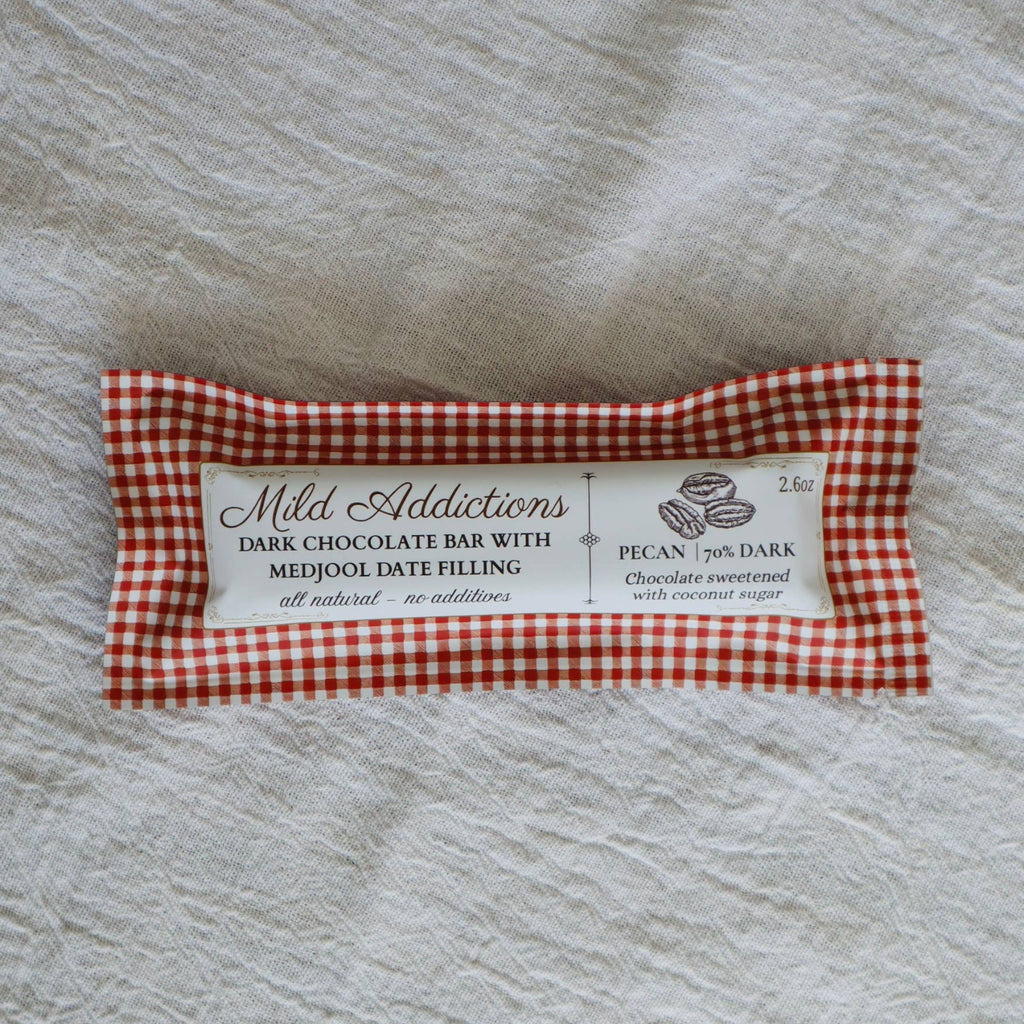 Mild Addictions
DARK CHOCOLATE BAR WITH
MEDJOOL DATE FILLING
all natural – no additives
2.6oz
PECAN | 70% DARK
Chocolate sweetened
with coconut sugar